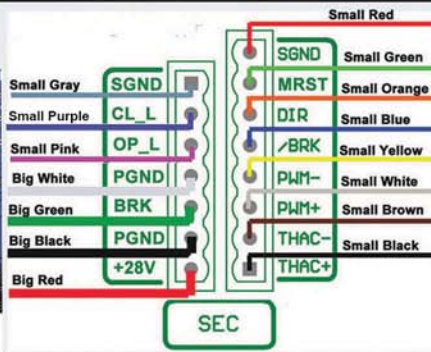 Small Red
SGND
Small Green
MRST
Small Orange
DIR
Small Blue
/BRK
Small Yellow
PWM-
Small White
PWM+
Small Brown
THAC-
Small Black
THAC+
Small Gray
SGND
Small Purple
CL_L
Small Pink
OP_L
Big White
PGND
Big Green
BRK
Big Black
PGND
Big Red
+28V
SEC